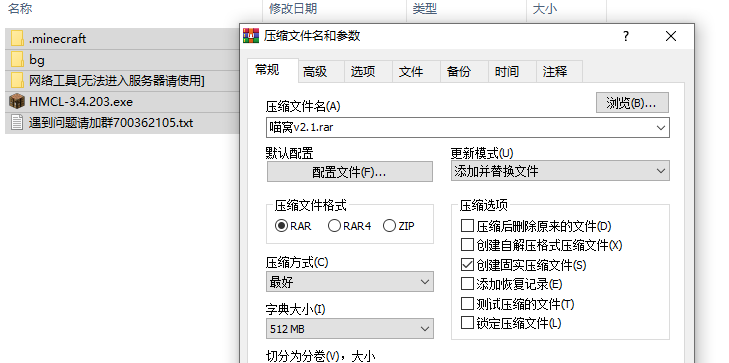 名称 修改日期 类型 大小
.minecraft
bg
网络工具[无法进入服务器请使用]
HMCL-3.4.203.exe
遇到问题请加群700362105.txt
压缩文件名和参数
常规 高级 选项 文件 备份 时间 注释
压缩文件名(A)
浏览(B)...
喵窝v2.1.rar
默认配置
配置文件(F)...
更新模式(U)
添加并替换文件
压缩文件格式
RAR RAR4 ZIP
压缩方式(C)
最好
字典大小(I)
512 MB
切分为分卷(V)，大小
压缩选项
压缩后删除原来的文件(D)
创建自解压格式压缩文件(X)
创建固实压缩文件(S)
添加恢复记录(E)
测试压缩的文件(T)
锁定压缩文件(L)